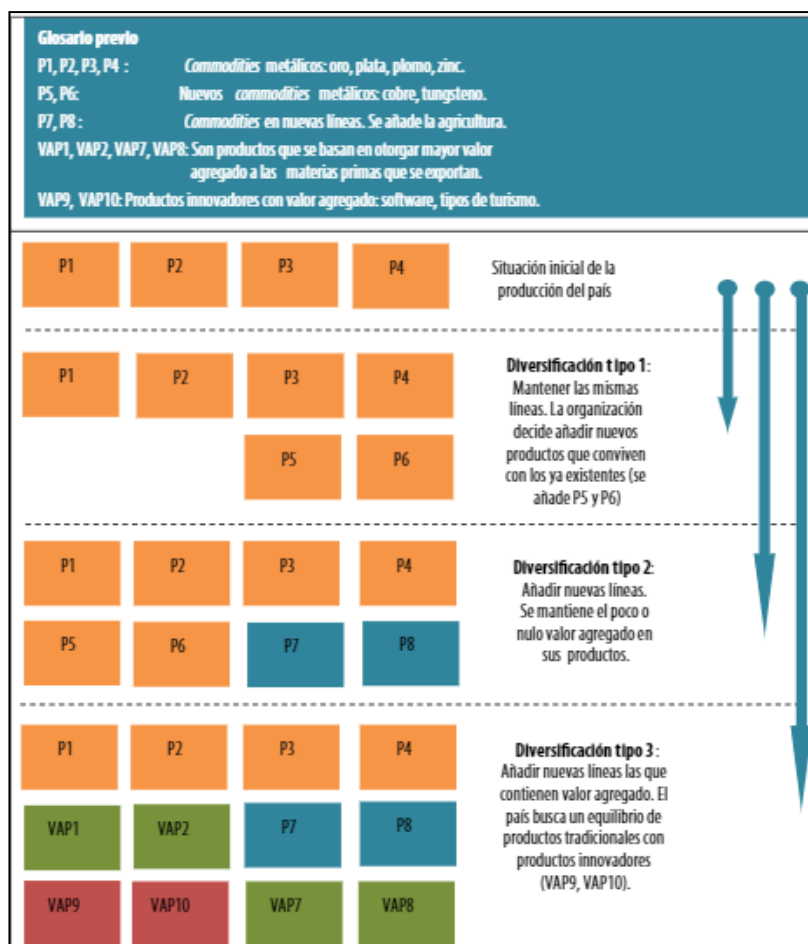 Glosario previo
P1, P2, P3, P4 : Commodities metálicos: oro, plata, plomo, zinc.
P5, P6: Nuevos commodities metálicos: cobre, tungsteno.
P7, P8 : Commodities en nuevas líneas. Se añade la agricultura.
VAP1, VAP2, VAP7, VAP8: Son productos que se basan en otorgar mayor valor
agregado a las materias primas que se exportan.
VAP9, VAP10: Productos innovadores con valor agregado: software, tipos de turismo.
P1 P2 P3 P4
Situación inicial de la
producción del país
P1 P2 P3 P4
P5 P6
Diversificación tipo 1:
Mantener las mismas
líneas. La organización
decide añadir nuevos
productos que conviven
con los ya existentes (se
añade P5 y P6)
P1 P2 P3 P4
P5 P6 P7 P8
Diversificación tipo 2:
Añadir nuevas líneas.
Se mantiene el poco o
nulo valor agregado en
sus productos.
P1 P2 P3 P4
VAP1 VAP2 P7 P8
VAP9 VAP10 VAP7 VAP8
Diversificación tipo 3 :
Añadir nuevas líneas las que
contienen valor agregado. El
país busca un equilibrio de
productos tradicionales con
productos innovadores
(VAP9, VAP10).